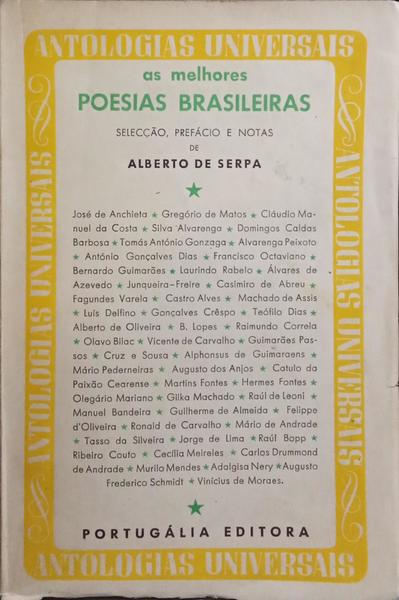 ANTOLOGIAS UNIVERSAIS
as melhores
POESIAS BRASILEIRAS
SELECÇÃO, PREFÁCIO E NOTAS
DE
ALBERTO DE SERPA
★
José de Anchieta ★ Gregório de Matos ★ Cláudio Ma-
nuel da Costa ★ Silva Alvarenga ★ Domingos Caldas
Barbosa ★ Tomás António Gonzaga ★ Alvarenga Peixoto
★ António Gonçalves Dias ★ Francisco Octaviano ★
Bernardo Guimarães ★ Laurindo Rabelo ★ Álvares de
Azevedo ★ Junqueira-Freire ★ Casimiro de Abreu ★
Fagundes Varela ★ Castro Alves ★ Machado de Assis
★ Luis Delfino ★ Gonçalves Crêspo ★ Teófilo Dias ★
Alberto de Oliveira ★ B. Lopes ★ Raimundo Correia
★ Olavo Bilac ★ Vicente de Carvalho ★ Guimarães Pas-
sos ★ Cruz e Sousa ★ Alphonsus de Guimaraens ★
Mário Pederneiras ★ Augusto dos Anjos ★ Catulo da
Paixão Cearense ★ Martins Fontes ★ Hermes Fontes ★
Olegário Mariano ★ Gilka Machado ★ Raúl de Leoni ★
Manuel Bandeira ★ Guilherme de Almeida ★ Felippe
d'Oliveira ★ Ronald de Carvalho ★ Mário de Andrade
★ Tasso da Silveira ★ Jorge de Lima ★ Raúl Bopp ★
Ribeiro Couto ★ Cecília Meireles ★ Carlos Drummond
de Andrade ★ Murilo Mendes ★ Adalgisa Nery ★ Augusto
Frederico Schmidt ★ Vinícius de Moraes.
★
PORTUGÁLIA EDITORA
ANTOLOGIAS UNIVERSAIS
ANTOLOGIAS UNIVERSAIS
ANTOLOGIAS UNIVERSAIS